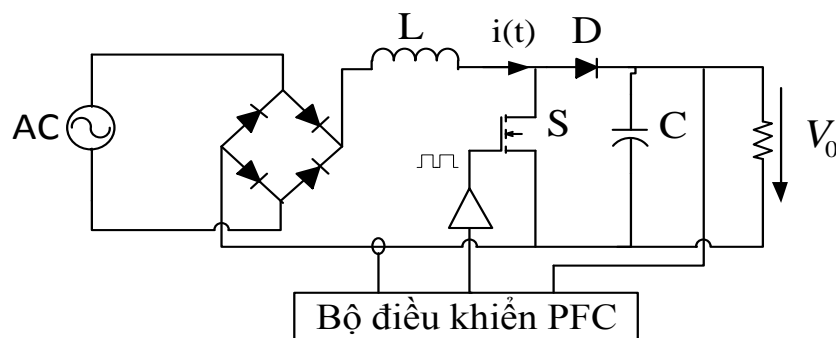 L
i(t)
D
AC
S
C
V₀
Bộ điều khiển PFC